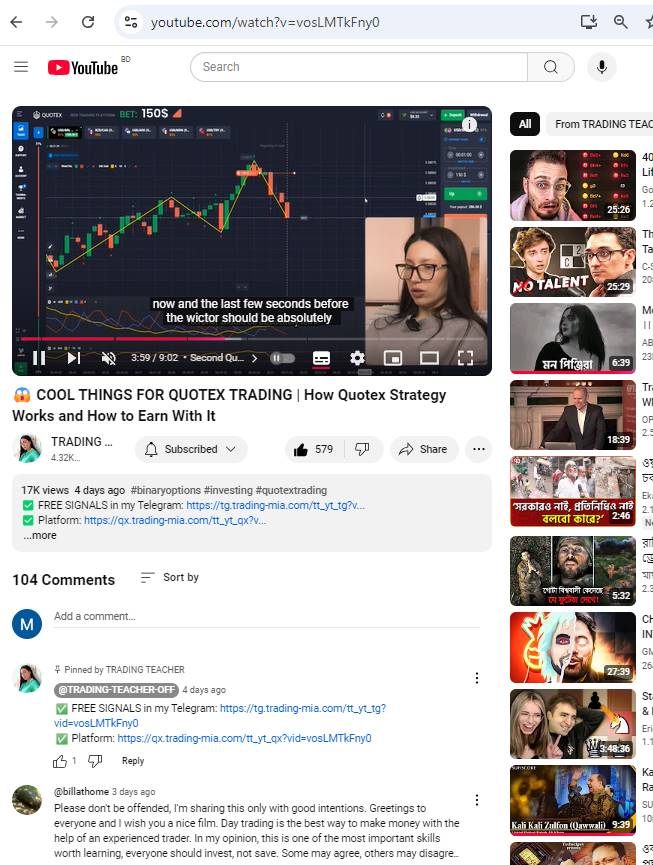 youtube.com/watch?v=vosLMTkFny0
YouTube BD
Search
QUOTEX
BET: 150$
now and the last few seconds before
the wictor should be absolutely
3:59 / 9:02 • Second Qu...
😱 COOL THINGS FOR QUOTEX TRADING | How Quotex Strategy
Works and How to Earn With It
TRADING ...
4.32K...
Subscribed
579
Share
17K views 4 days ago #binaryoptions #investing #quotextrading
✅ FREE SIGNALS in my Telegram: https://tg.trading-mia.com/tt_yt_tg?v...
✅ Platform: https://qx.trading-mia.com/tt_yt_qx?v...
...more
104 Comments
Sort by
M
Add a comment...
Pinned by TRADING TEACHER
@TRADING-TEACHER-OFF 4 days ago
✅ FREE SIGNALS in my Telegram: https://tg.trading-mia.com/tt_yt_tg?
vid=vosLMTkFny0
✅ Platform: https://qx.trading-mia.com/tt_yt_qx?vid=vosLMTkFny0
1
Reply
@billathome 3 days ago
Please don't be offended, I'm sharing this only with good intentions. Greetings to
everyone and I wish you a nice film. Day trading is the best way to make money with the
help of an experienced trader. In my opinion, this is one of the most important skills
worth learning, everyone should invest, not save. Some may agree, others may disagree..
All
From TRADING TEAC
25:26
NO TALENT
25:29
মন পিঞ্জিরা
6:39
18:39
'সরকারও নাই, প্রতিনিধিও নাই
বলবো কারে?'
2:46
5:32
27:39
3:48:36
Kali Kali Zulfon (Qawwali)
9:39